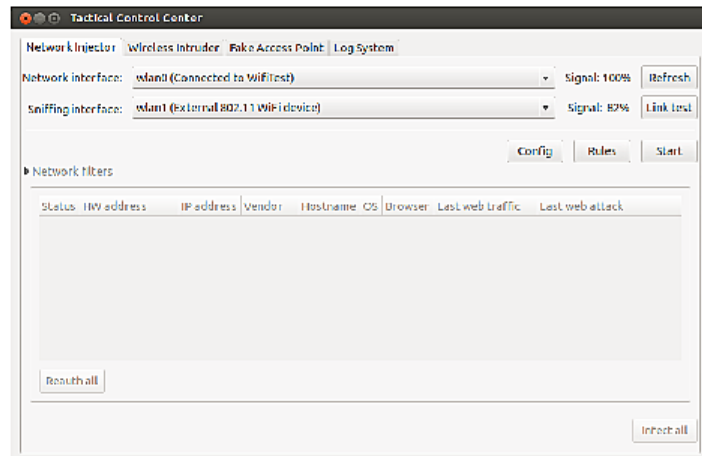 Tactical Control Center
Network Injector Wireless Intruder Fake Access Point Log System
Network interface: wlan0 (Connected to WifiTest) Signal: 100% Refresh
Sniffing interface: wlan1 (External 802.11 WiFi device) Signal: 82% Link test
Config Rules Start
Network filters
Status HW address IP address Vendor Hostname OS Browser Last web traffic Last web attack
Reauth all
Infect all